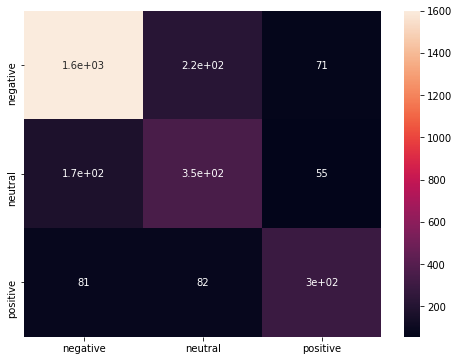 negative
1.6e+03 2.2e+02 71
neutral
1.7e+02 3.5e+02 55
positive
81 82 3e+02
negative neutral positive
1600
1400
1200
1000
800
600
400
200